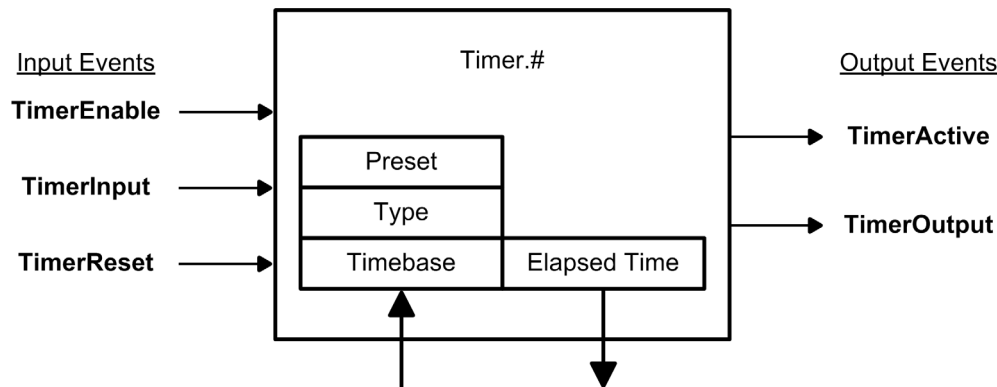 Input Events
TimerEnable
TimerInput
TimerReset
Timer.#
Preset
Type
Timebase
Elapsed Time
Output Events
TimerActive
TimerOutput